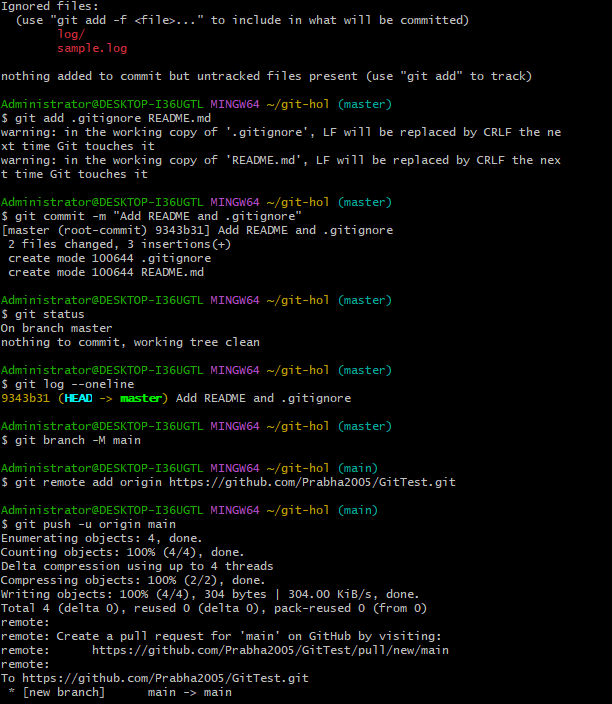 Ignored files:
  (use "git add -f <file>..." to include in what will be committed)
        log/
        sample.log

nothing added to commit but untracked files present (use "git add" to track)

Administrator@DESKTOP-I36UGTL MINGW64 ~/git-hol (master)
$ git add .gitignore README.md
warning: in the working copy of '.gitignore', LF will be replaced by CRLF the ne
xt time Git touches it
warning: in the working copy of 'README.md', LF will be replaced by CRLF the nex
t time Git touches it

Administrator@DESKTOP-I36UGTL MINGW64 ~/git-hol (master)
$ git commit -m "Add README and .gitignore"
[master (root-commit) 9343b31] Add README and .gitignore
 2 files changed, 3 insertions(+)
 create mode 100644 .gitignore
 create mode 100644 README.md

Administrator@DESKTOP-I36UGTL MINGW64 ~/git-hol (master)
$ git status
On branch master
nothing to commit, working tree clean

Administrator@DESKTOP-I36UGTL MINGW64 ~/git-hol (master)
$ git log --oneline
9343b31 (HEAD -> master) Add README and .gitignore

Administrator@DESKTOP-I36UGTL MINGW64 ~/git-hol (master)
$ git branch -M main

Administrator@DESKTOP-I36UGTL MINGW64 ~/git-hol (main)
$ git remote add origin https://github.com/Prabha2005/GitTest.git

Administrator@DESKTOP-I36UGTL MINGW64 ~/git-hol (main)
$ git push -u origin main
Enumerating objects: 4, done.
Counting objects: 100% (4/4), done.
Delta compression using up to 4 threads
Compressing objects: 100% (2/2), done.
Writing objects: 100% (4/4), 304 bytes | 304.00 KiB/s, done.
Total 4 (delta 0), reused 0 (delta 0), pack-reused 0 (from 0)
remote:
remote: Create a pull request for 'main' on GitHub by visiting:
remote:      https://github.com/Prabha2005/GitTest/pull/new/main
remote:
To https://github.com/Prabha2005/GitTest.git
 * [new branch]      main -> main